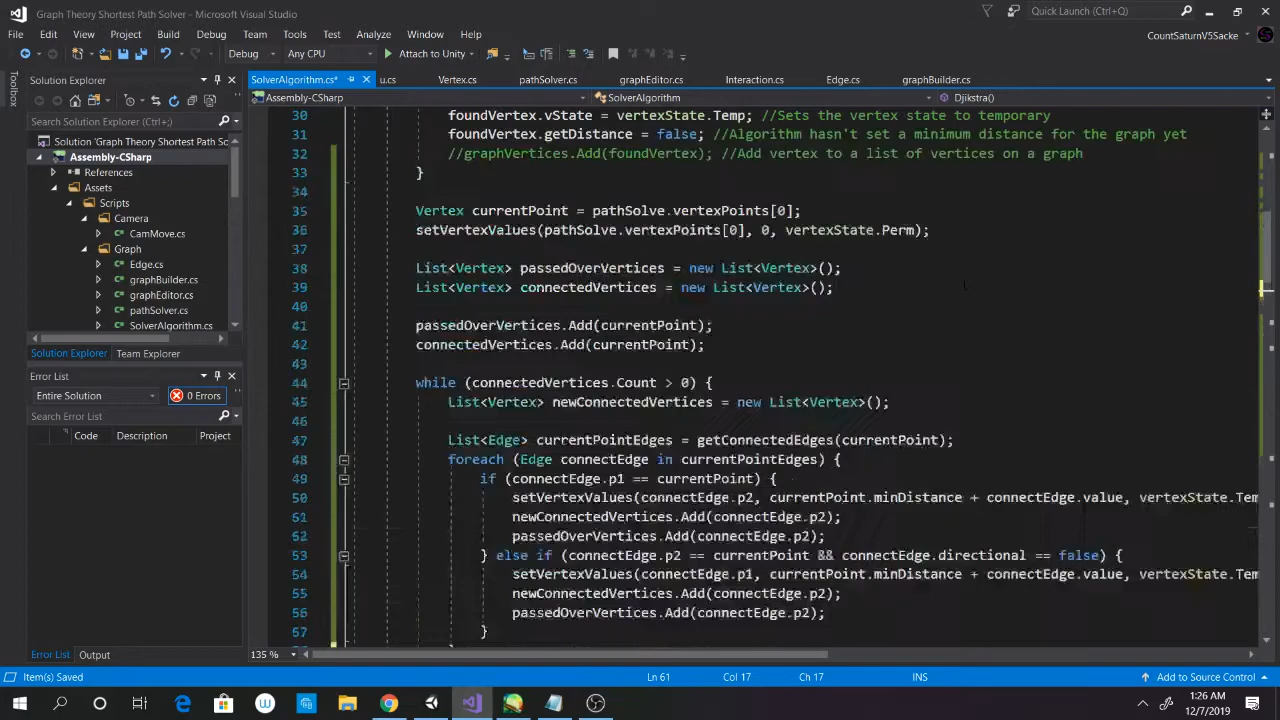 Graph Theory Shortest Path Solver - Microsoft Visual Studio
Quick Launch (Ctrl+Q)
File Edit View Project Build Debug Team Tools Test Analyze Window Help
CountSaturnV5Sacke
Debug Any CPU Attach to Unity
Toolbox
Solution Explorer
SolverAlgorithm.cs* u.cs Vertex.cs pathSolver.cs graphEditor.cs Interaction.cs Edge.cs graphBuilder.cs
Assembly-CSharp SolverAlgorithm Djikstra()
Search Solution Explorer (Ctrl+;)
Solution 'Graph Theory Shortest Path Sc
Assembly-CSharp
References
Assets
Scripts
Camera
CamMove.cs
Graph
Edge.cs
graphBuilder.cs
graphEditor.cs
pathSolver.cs
SolverAlgorithm.cs
Solution Explorer Team Explorer
Error List
Entire Solution 0 Errors
Search Error List
Code Description Project
Error List Output
30 foundVertex.vState = vertexState.Temp; //Sets the vertex state to temporary
31 foundVertex.getDistance = false; //Algorithm hasn't set a minimum distance for the graph yet
32 //graphVertices.Add(foundVertex); //Add vertex to a list of vertices on a graph
33 }
34
35 Vertex currentPoint = pathSolve.vertexPoints[0];
36 setVertexValues(pathSolve.vertexPoints[0], 0, vertexState.Perm);
37
38 List<Vertex> passedOverVertices = new List<Vertex>();
39 List<Vertex> connectedVertices = new List<Vertex>();
40
41 passedOverVertices.Add(currentPoint);
42 connectedVertices.Add(currentPoint);
43
44 while (connectedVertices.Count > 0) {
45 List<Vertex> newConnectedVertices = new List<Vertex>();
46
47 List<Edge> currentPointEdges = getConnectedEdges(currentPoint);
48 foreach (Edge connectEdge in currentPointEdges) {
49 if (connectEdge.p1 == currentPoint) {
50 setVertexValues(connectEdge.p2, currentPoint.minDistance + connectEdge.value, vertexState.Tem
51 newConnectedVertices.Add(connectEdge.p2);
52 passedOverVertices.Add(connectEdge.p2);
53 } else if (connectEdge.p2 == currentPoint && connectEdge.directional == false) {
54 setVertexValues(connectEdge.p1, currentPoint.minDistance + connectEdge.value, vertexState.Tem
55 newConnectedVertices.Add(connectEdge.p2);
56 passedOverVertices.Add(connectEdge.p2);
57 }
135 %
Item(s) Saved Ln 61 Col 17 Ch 17 INS Add to Source Control
1:26 AM
12/7/2019